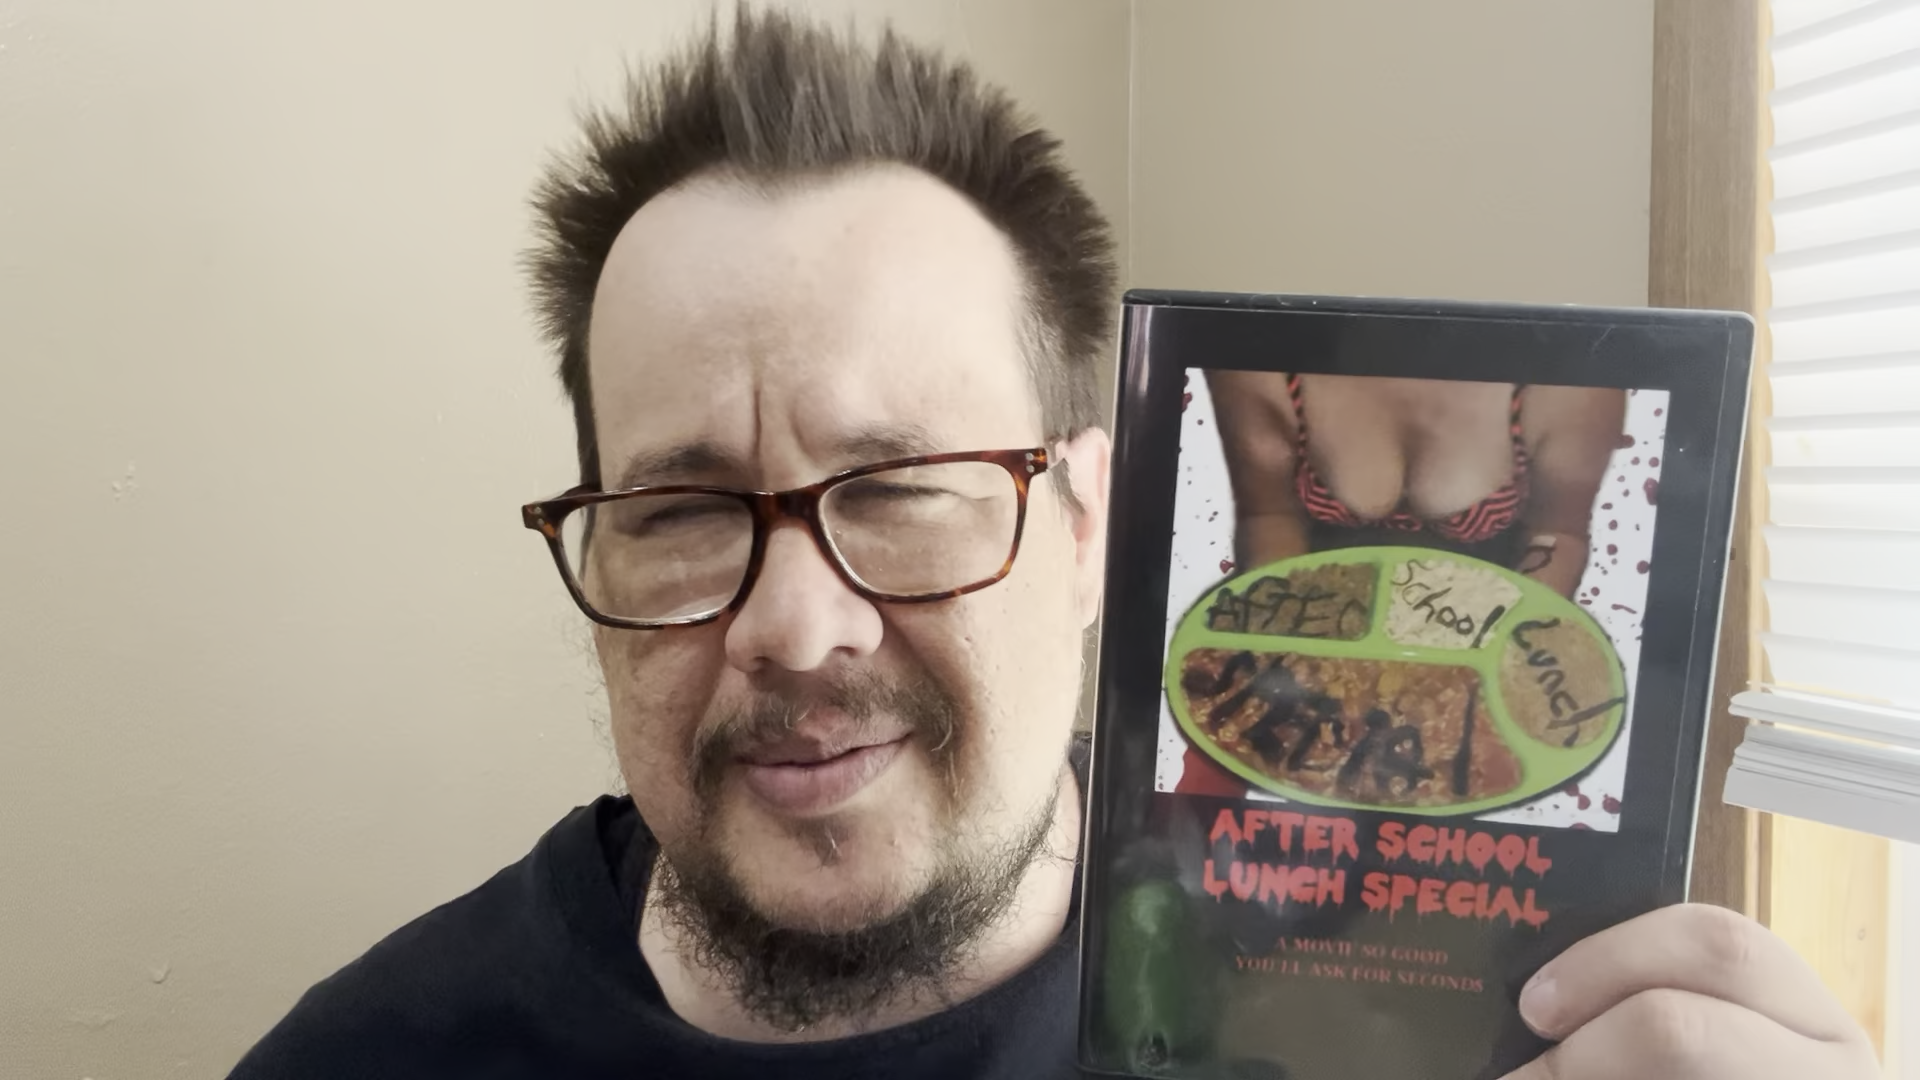 AFTER
School
Lunch
SPECIAL
AFTER SCHOOL
LUNCH SPECIAL
A MOVIE SO GOOD
YOU'LL ASK FOR SECONDS